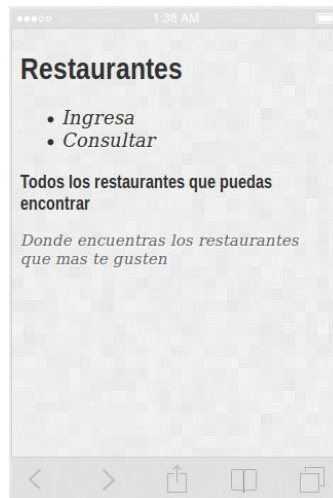 1:38 AM
Restaurantes
• Ingresa
• Consultar
Todos los restaurantes que puedas
encontrar
Donde encuentras los restaurantes
que mas te gusten